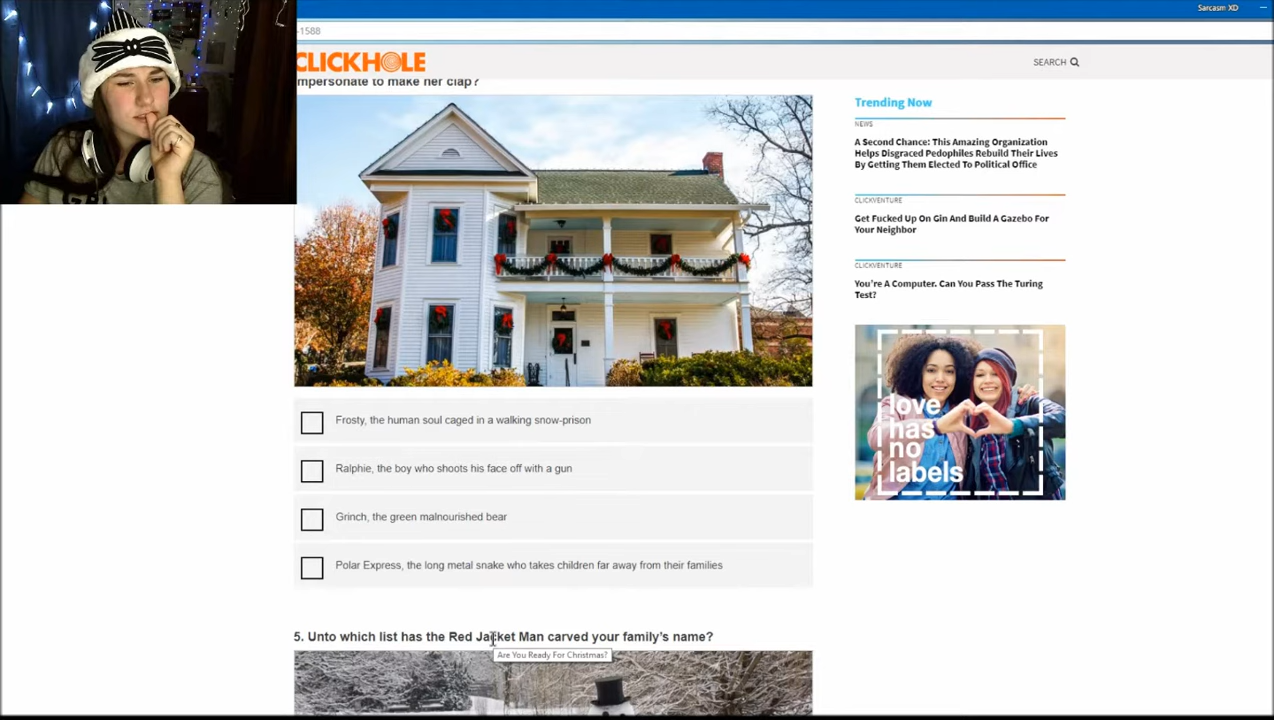 Sarcasm XD
-1588
CLICKHOLE
SEARCH
impersonate to make her clap?
Frosty, the human soul caged in a walking snow-prison
Ralphie, the boy who shoots his face off with a gun
Grinch, the green malnourished bear
Polar Express, the long metal snake who takes children far away from their families
5. Unto which list has the Red Jacket Man carved your family's name?
Are You Ready For Christmas?
Trending Now
NEWS
A Second Chance: This Amazing Organization
Helps Disgraced Pedophiles Rebuild Their Lives
By Getting Them Elected To Political Office
CLICKVENTURE
Get Fucked Up On Gin And Build A Gazebo For
Your Neighbor
CLICKVENTURE
You're A Computer. Can You Pass The Turing
Test?
love
has
no
labels